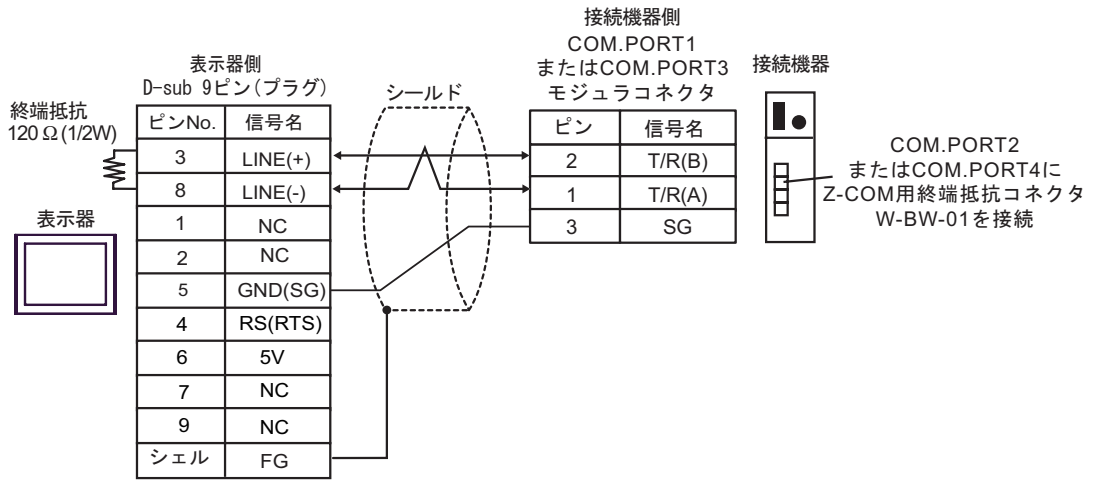 接続機器側
COM.PORT1
またはCOM.PORT3
モジュラコネクタ
接続機器
表示器側
D-sub 9ピン(プラグ)
シールド
終端抵抗
120Ω(1/2W)
ピンNo. 信号名
3 LINE(+)
8 LINE(-)
1 NC
2 NC
5 GND(SG)
4 RS(RTS)
6 5V
7 NC
9 NC
シェル FG
表示器
ピン 信号名
2 T/R(B)
1 T/R(A)
3 SG
COM.PORT2
またはCOM.PORT4に
Z-COM用終端抵抗コネクタ
W-BW-01を接続